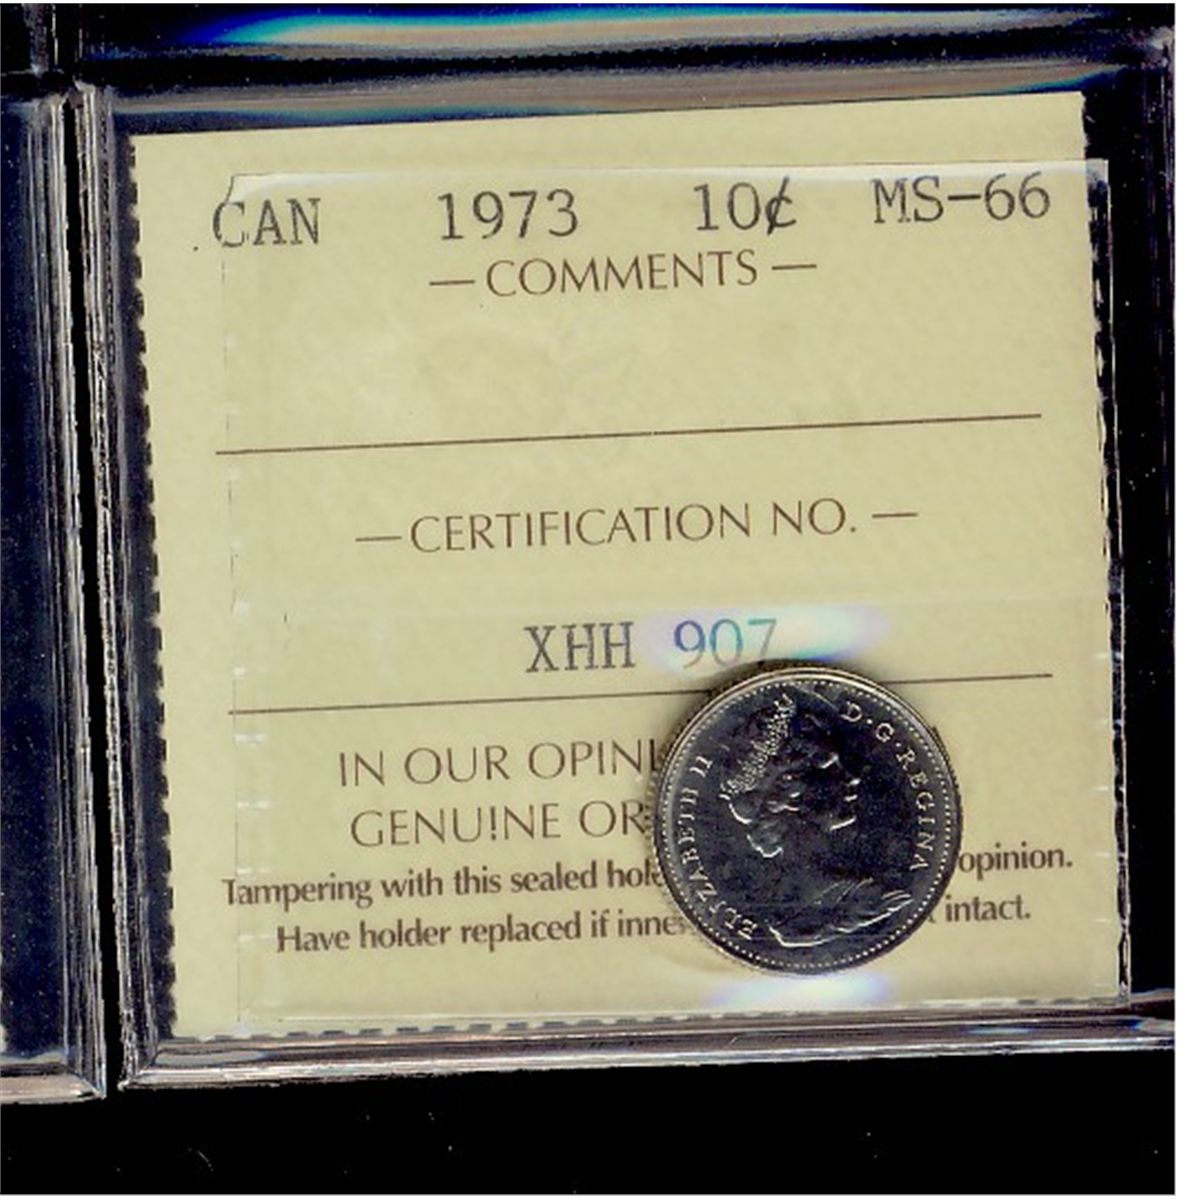 CAN 1973 10¢ MS-66
— COMMENTS —
— CERTIFICATION NO. —
XHH 907
IN OUR OPINI
GENU!NE OR
Tampering with this sealed hol opinion.
Have holder replaced if inne intact.
ELIZABETH II D·G·REGINA